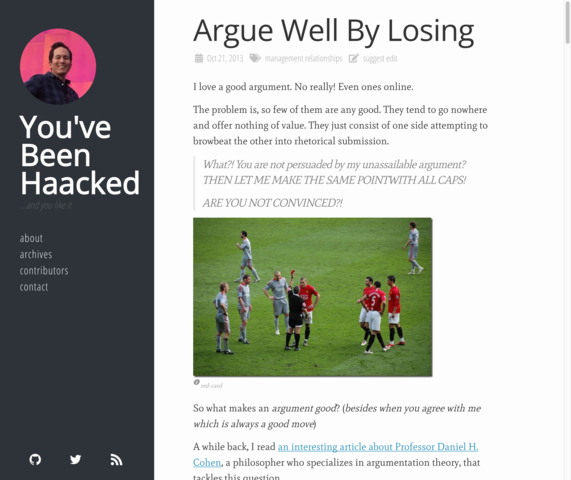 You've
Been
Haacked
...and you like it
about
archives
contributors
contact
Argue Well By Losing
Oct 21, 2013 management relationships suggest edit
I love a good argument. No really! Even ones online.
The problem is, so few of them are any good. They tend to go nowhere
and offer nothing of value. They just consist of one side attempting to
browbeat the other into rhetorical submission.
What?! You are not persuaded by my unassailable argument?
THEN LET ME MAKE THE SAME POINTWITH ALL CAPS!
ARE YOU NOT CONVINCED?!
red-card
So what makes an argument good? (besides when you agree with me
which is always a good move)
A while back, I read an interesting article about Professor Daniel H.
Cohen, a philosopher who specializes in argumentation theory, that
tackles this question